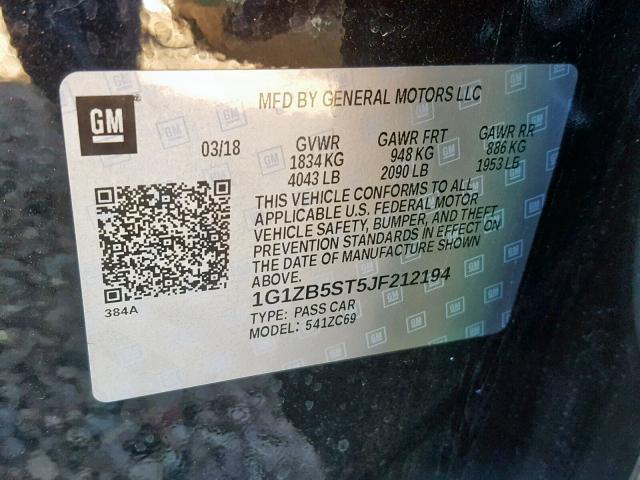 GM
MFD BY GENERAL MOTORS LLC
03/18 GVWR GAWR FRT GAWR RR
1834 KG 948 KG 886 KG
4043 LB 2090 LB 1953 LB
THIS VEHICLE CONFORMS TO ALL
APPLICABLE U.S. FEDERAL MOTOR
VEHICLE SAFETY, BUMPER, AND THEFT
PREVENTION STANDARDS IN EFFECT ON
THE DATE OF MANUFACTURE SHOWN
ABOVE.
384A
1G1ZB5ST5JF212194
TYPE: PASS CAR
MODEL: 541ZC69